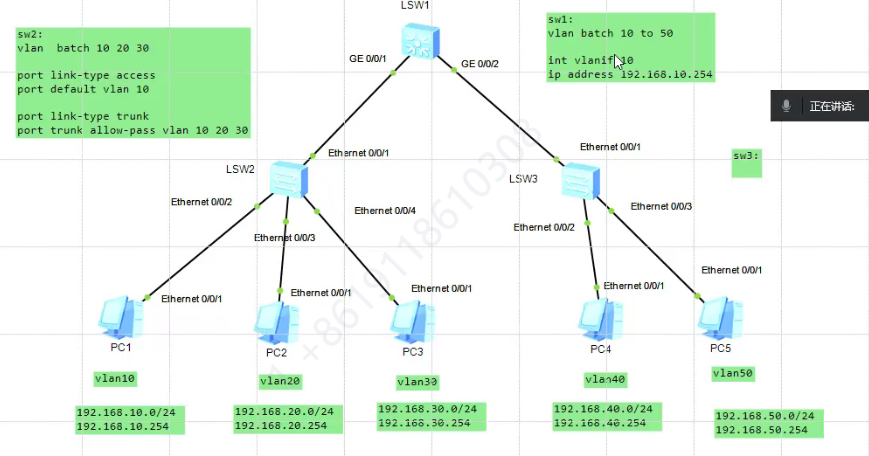 LSW1
sw2:
vlan batch 10 20 30
port link-type access
port default vlan 10
port link-type trunk
port trunk allow-pass vlan 10 20 30
sw1:
vlan batch 10 to 50
int vlanif 10
ip address 192.168.10.254
GE 0/0/1
GE 0/0/2
正在讲话:
Ethernet 0/0/1
Ethernet 0/0/1
sw3:
LSW2
LSW3
Ethernet 0/0/2
Ethernet 0/0/4
Ethernet 0/0/3
Ethernet 0/0/2
Ethernet 0/0/3
Ethernet 0/0/1
Ethernet 0/0/1
Ethernet 0/0/1
Ethernet 0/0/1
Ethernet 0/0/1
PC1
PC2
PC3
PC4
PC5
vlan10
vlan20
vlan30
vlan40
vlan50
192.168.10.0/24
192.168.10.254
192.168.20.0/24
192.168.20.254
192.168.30.0/24
192.168.30.254
192.168.40.0/24
192.168.40.254
192.168.50.0/24
192.168.50.254
+8619118610308